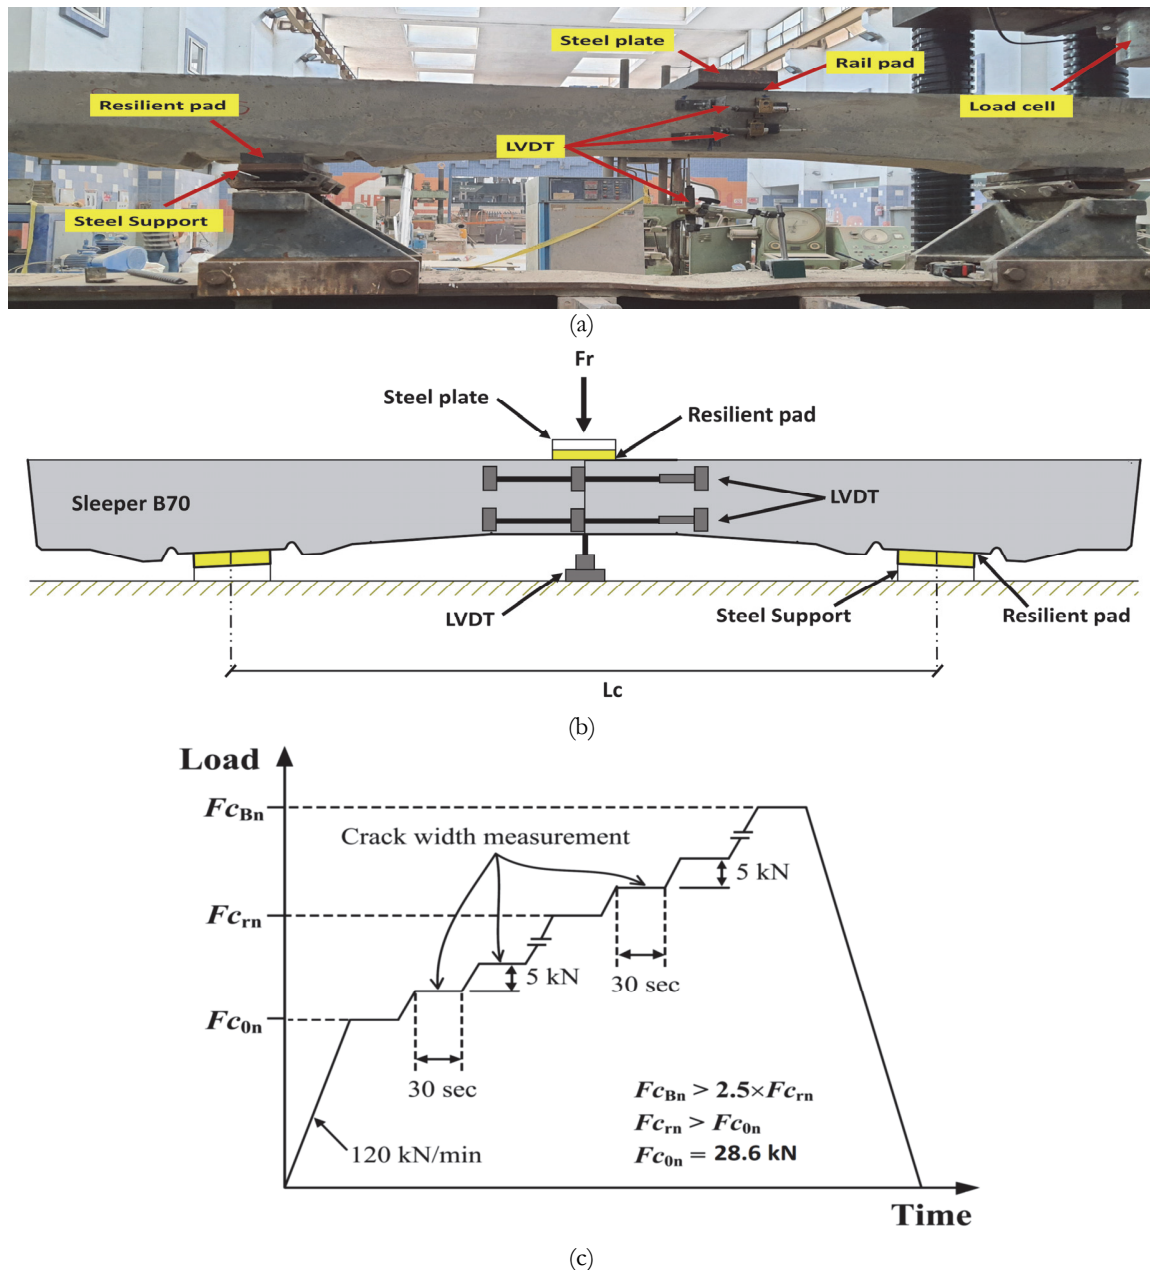 Steel plate
Rail pad
Resilient pad
Load cell
LVDT
Steel Support
(a)
Fr
Steel plate
Resilient pad
Sleeper B70
LVDT
LVDT
Steel Support
Resilient pad
Lc
(b)
Load
FcBn
Crack width measurement
5 kN
Fcrn
5 kN
30 sec
Fc0n
30 sec
FcBn > 2.5×Fcrn
Fcrn > Fc0n
120 kN/min
Fc0n = 28.6 kN
Time
(c)